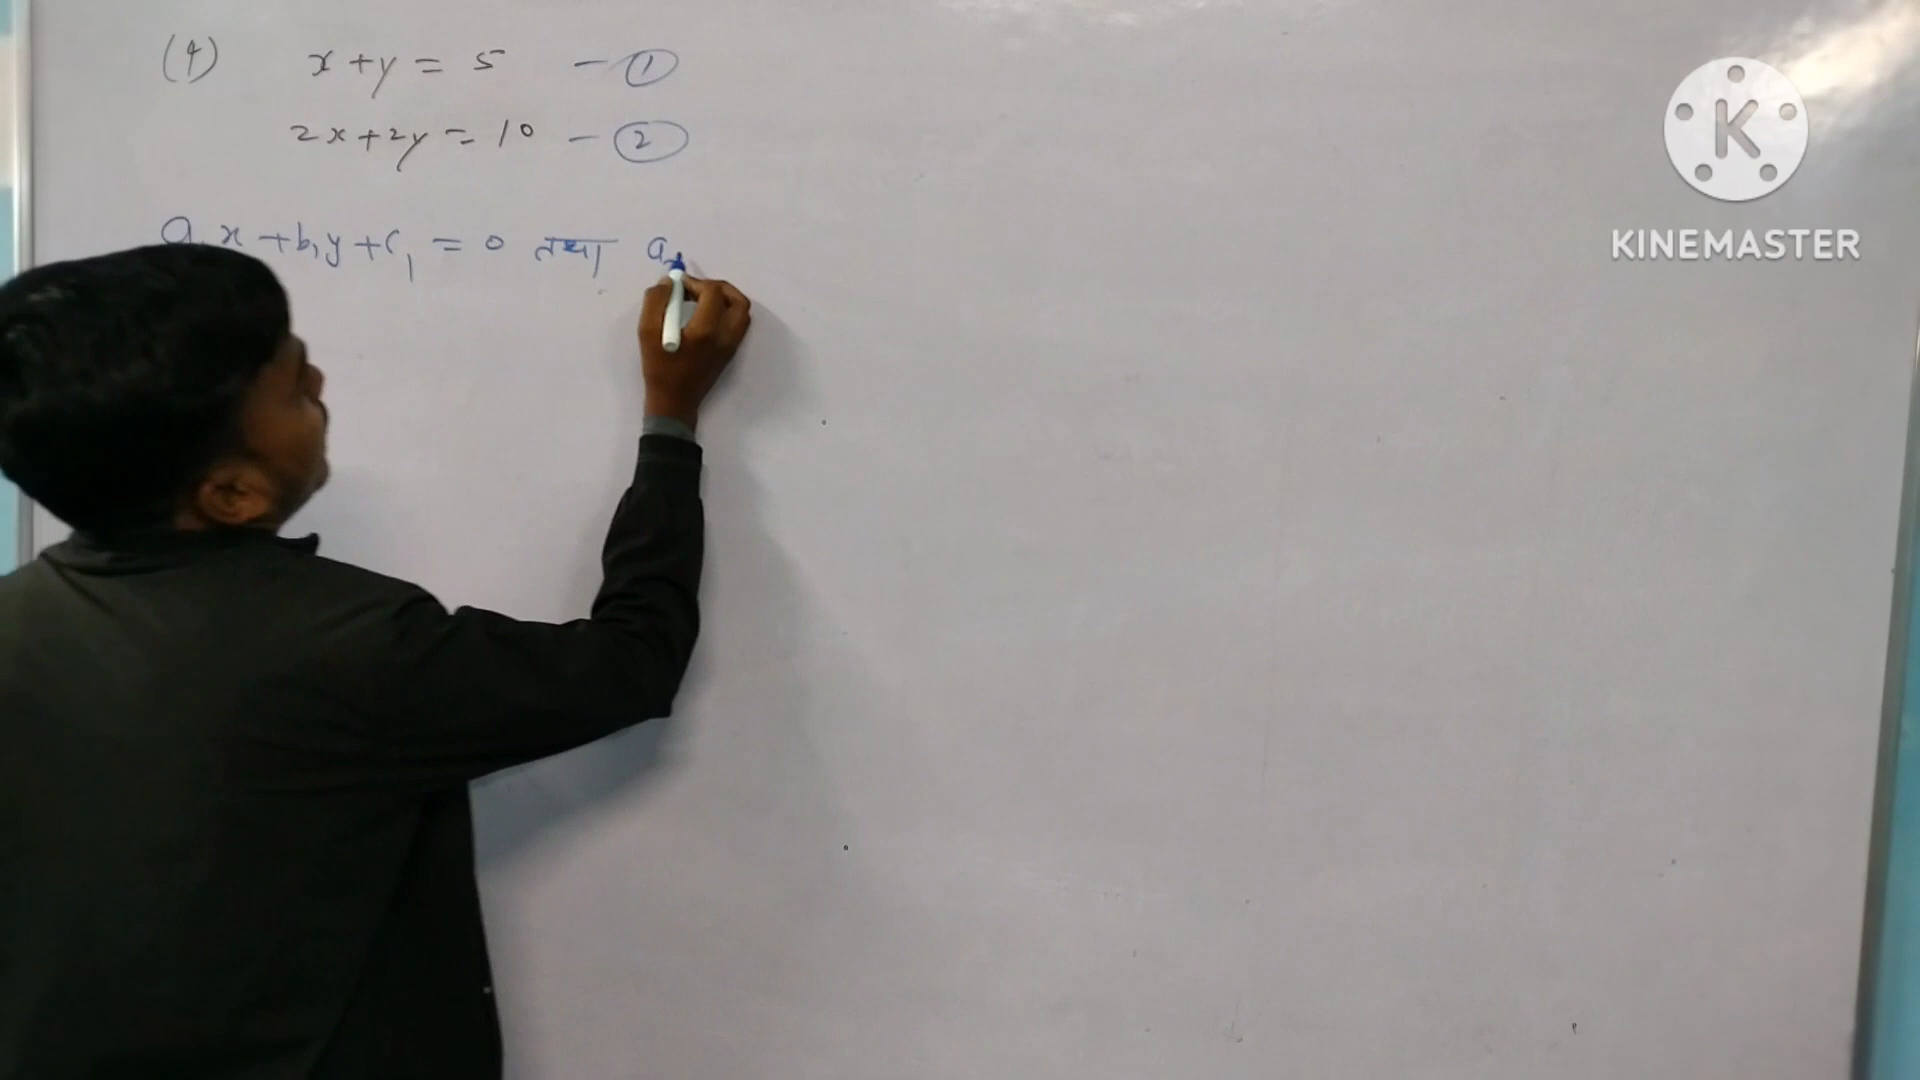 (4) x + y = 5 - ①
2x + 2y = 10 - ②
a₁x + b₁y + c₁ = 0 तथा a₂
K
KINEMASTER